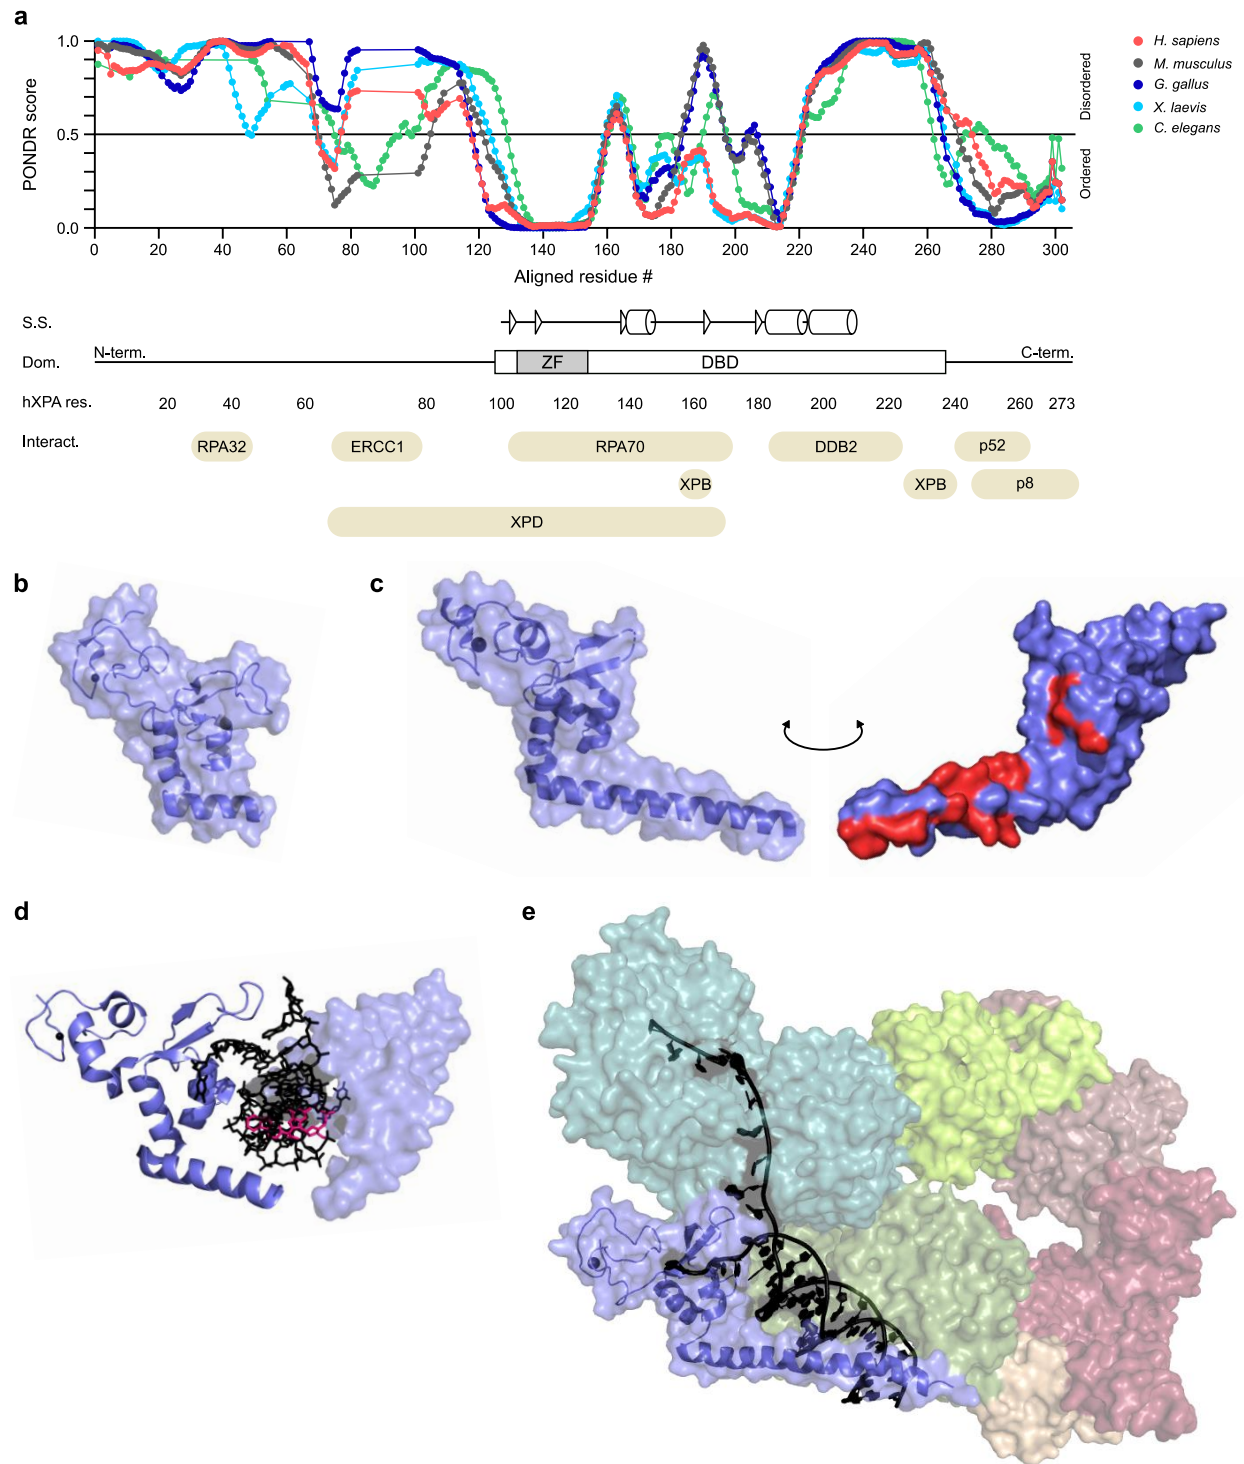 a
1.0
0.5
0.0
PONDR score
Disordered
Ordered
H. sapiens
M. musculus
G. gallus
X. laevis
C. elegans
0 20 40 60 80 100 120 140 160 180 200 220 240 260 280 300
Aligned residue #
S.S.
Dom. N-term. ZF DBD C-term.
hXPA res. 20 40 60 80 100 120 140 160 180 200 220 240 260 273
Interact. RPA32 ERCC1 RPA70 DDB2 p52
XPB XPB p8
XPD
b
c
d
e